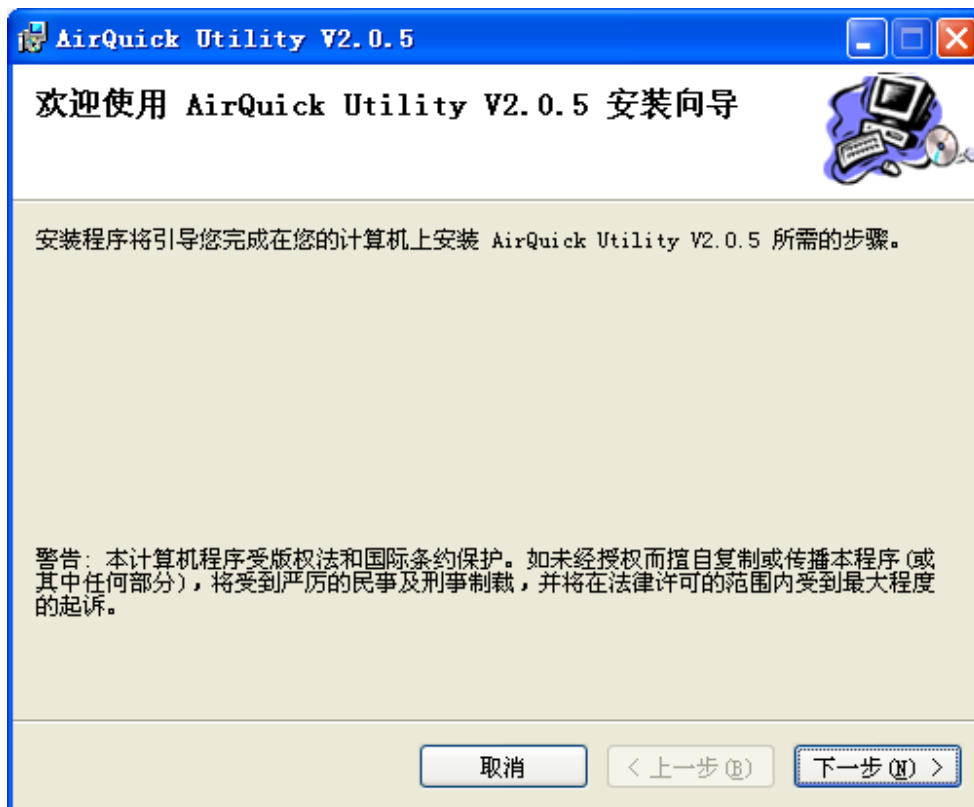 AirQuick Utility V2.0.5
欢迎使用 AirQuick Utility V2.0.5 安装向导
安装程序将引导您完成在您的计算机上安装 AirQuick Utility V2.0.5 所需的步骤。
警告: 本计算机程序受版权法和国际条约保护。如未经授权而擅自复制或传播本程序(或
其中任何部分)，将受到严厉的民事及刑事制裁，并将在法律许可的范围内受到最大程度
的起诉。
取消
< 上一步(B)
下一步(N) >